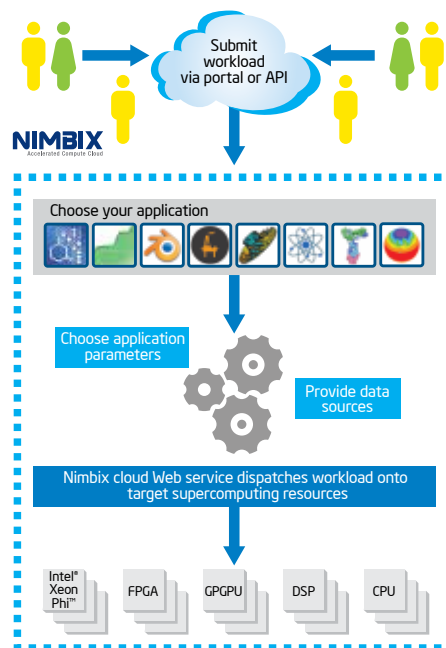 Submit
workload
via portal or API
NIMBIX
Accelerated Compute Cloud
Choose your application
Choose application
parameters
Provide data
sources
Nimbix cloud Web service dispatches workload onto
target supercomputing resources
Intel®
Xeon
Phi™
FPGA
GPGPU
DSP
CPU